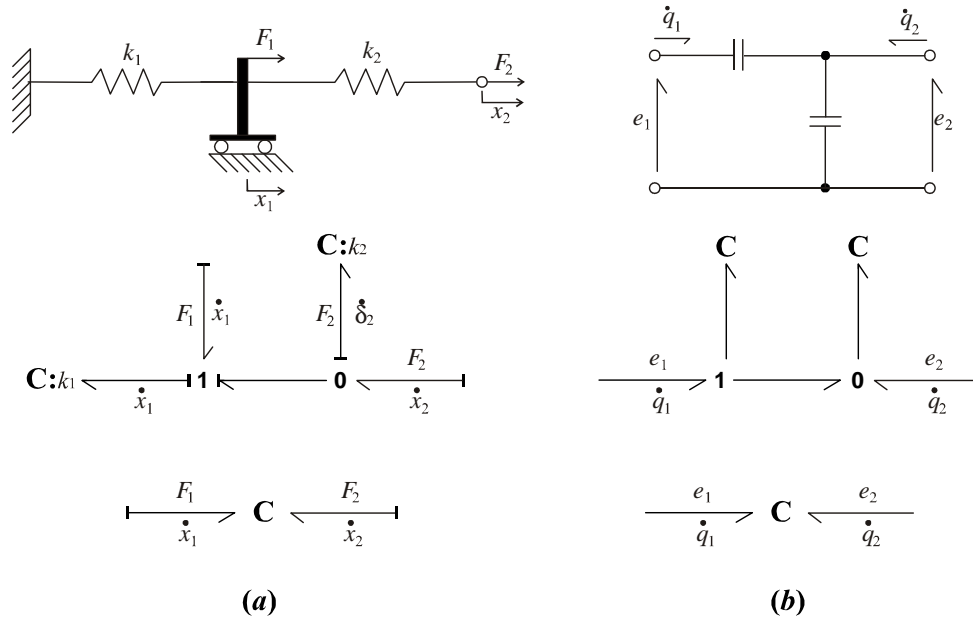 k₁ F₁ k₂ F₂
x₂
x₁
q̇₁ q̇₂
e₁ e₂
C:k₂
F₁ ẋ₁ F₂ δ̇₂
F₂
C:k₁ 1 0
ẋ₁ ẋ₂
C C
e₁ e₂
1 0
q̇₁ q̇₂
F₁ F₂
C
ẋ₁ ẋ₂
e₁ e₂
C
q̇₁ q̇₂
(a) (b)